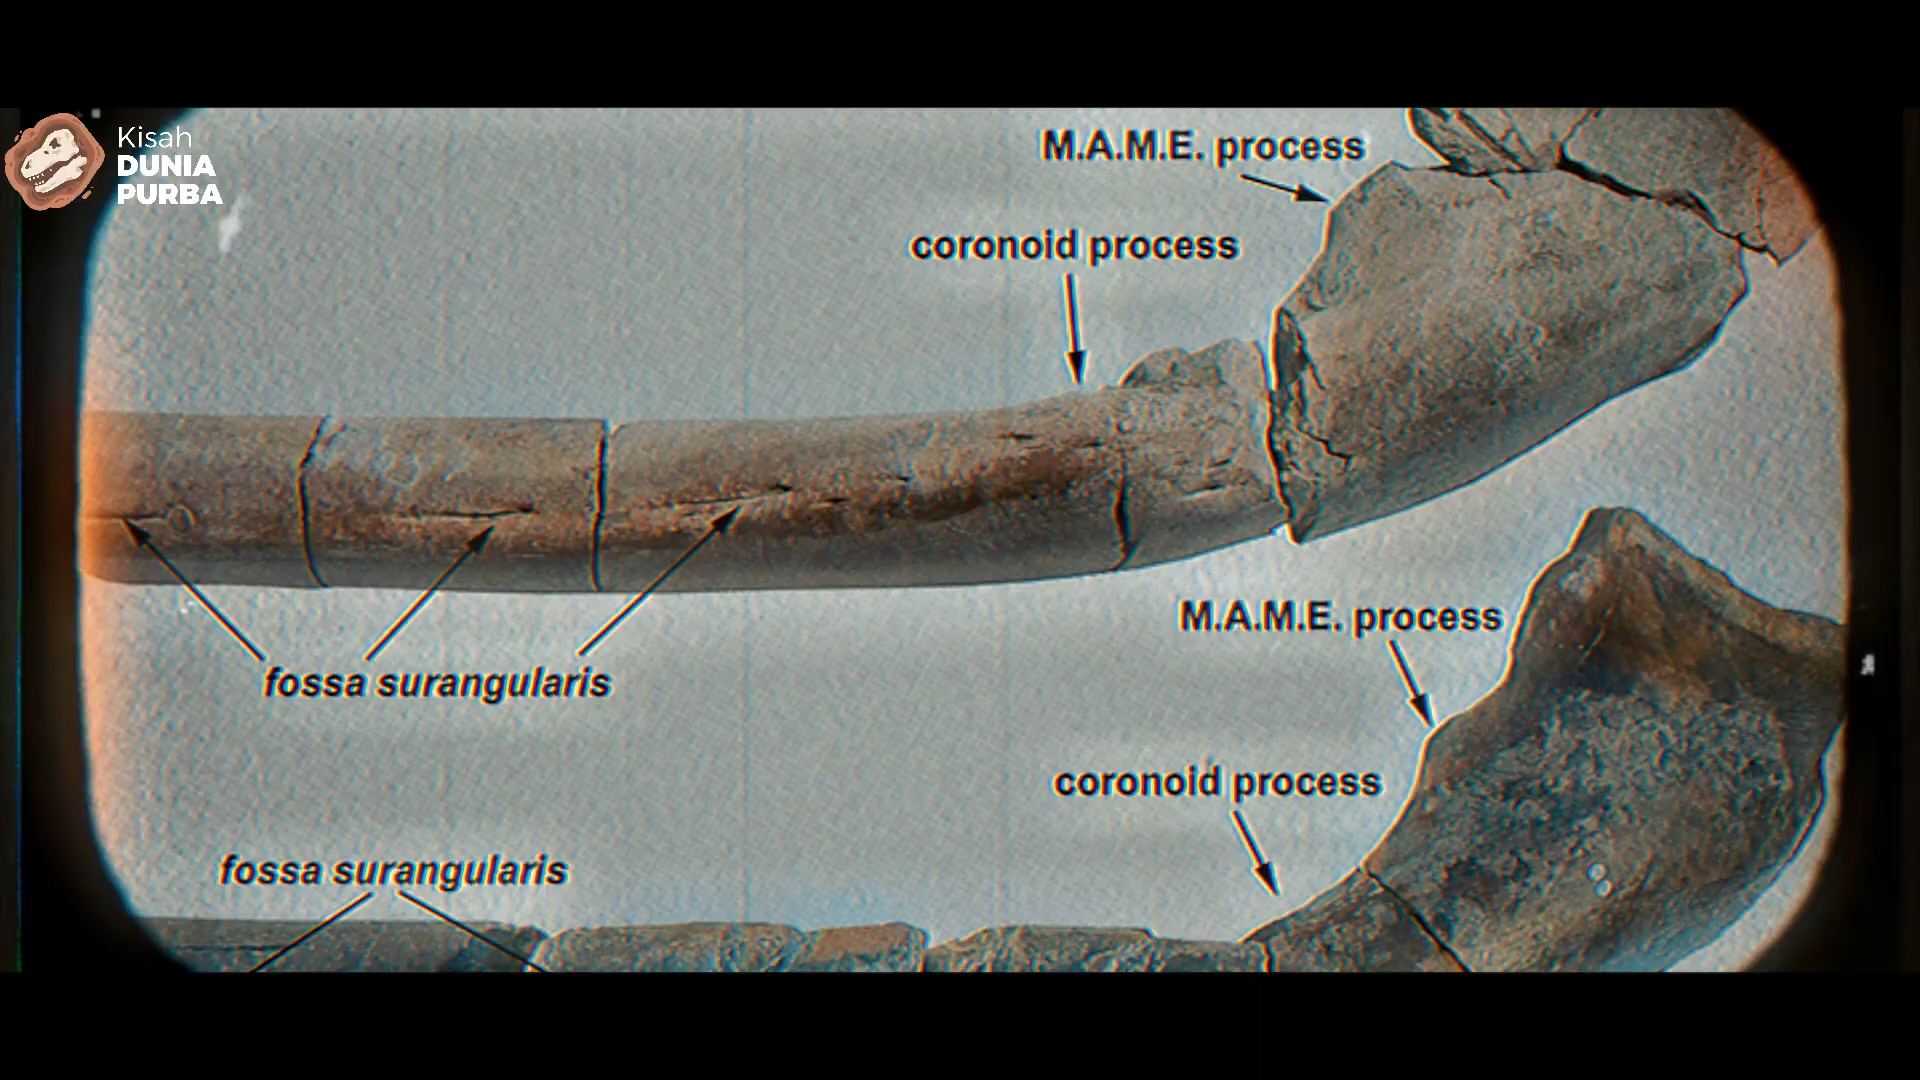 Kisah
DUNIA
PURBA
M.A.M.E. process
coronoid process
fossa surangularis
M.A.M.E. process
coronoid process
fossa surangularis